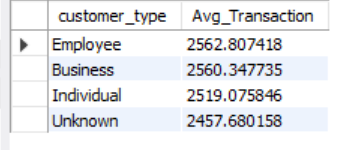 customer_type Avg_Transaction
Employee 2562.807418
Business 2560.347735
Individual 2519.075846
Unknown 2457.680158